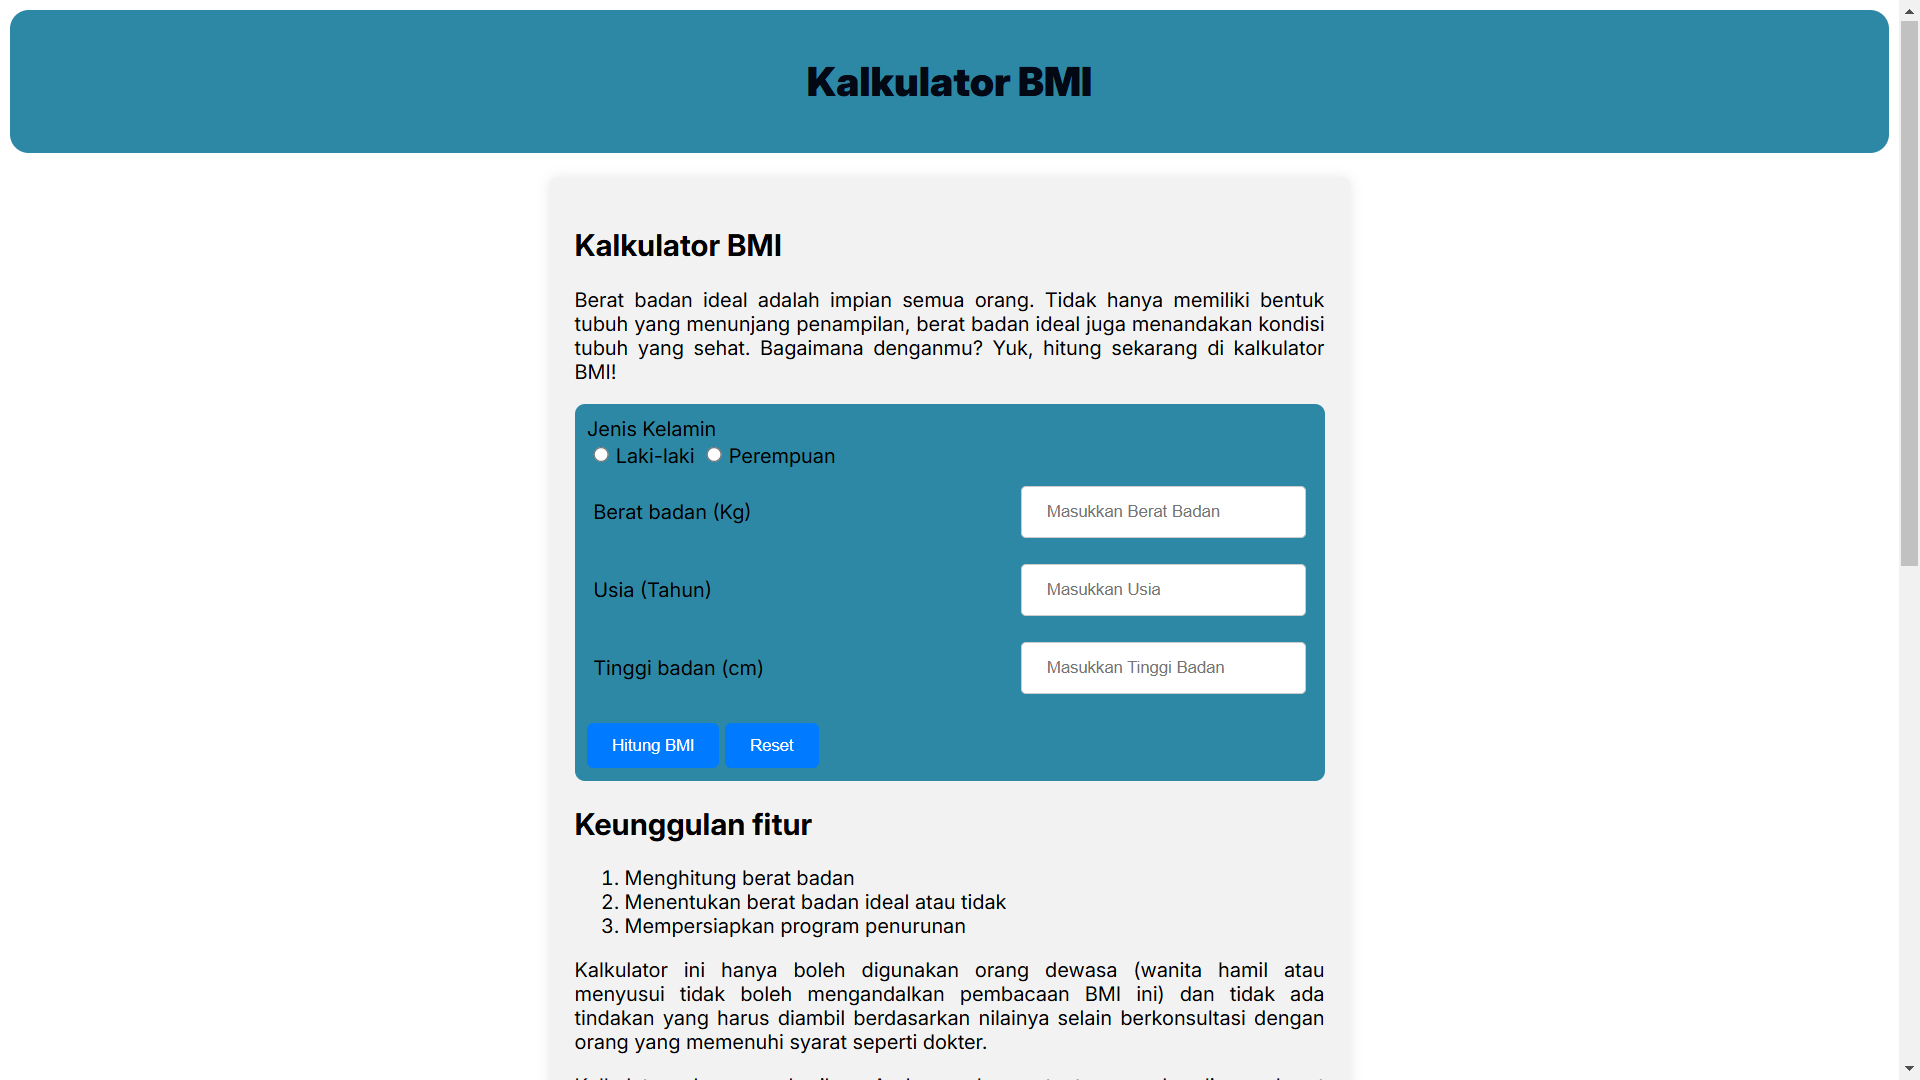 Kalkulator BMI
Kalkulator BMI
Berat badan ideal adalah impian semua orang. Tidak hanya memiliki bentuk
tubuh yang menunjang penampilan, berat badan ideal juga menandakan kondisi
tubuh yang sehat. Bagaimana denganmu? Yuk, hitung sekarang di kalkulator
BMI!
Jenis Kelamin
Laki-laki Perempuan
Berat badan (Kg) Masukkan Berat Badan
Usia (Tahun) Masukkan Usia
Tinggi badan (cm) Masukkan Tinggi Badan
Hitung BMI Reset
Keunggulan fitur
1. Menghitung berat badan
2. Menentukan berat badan ideal atau tidak
3. Mempersiapkan program penurunan
Kalkulator ini hanya boleh digunakan orang dewasa (wanita hamil atau
menyusui tidak boleh mengandalkan pembacaan BMI ini) dan tidak ada
tindakan yang harus diambil berdasarkan nilainya selain berkonsultasi dengan
orang yang memenuhi syarat seperti dokter.